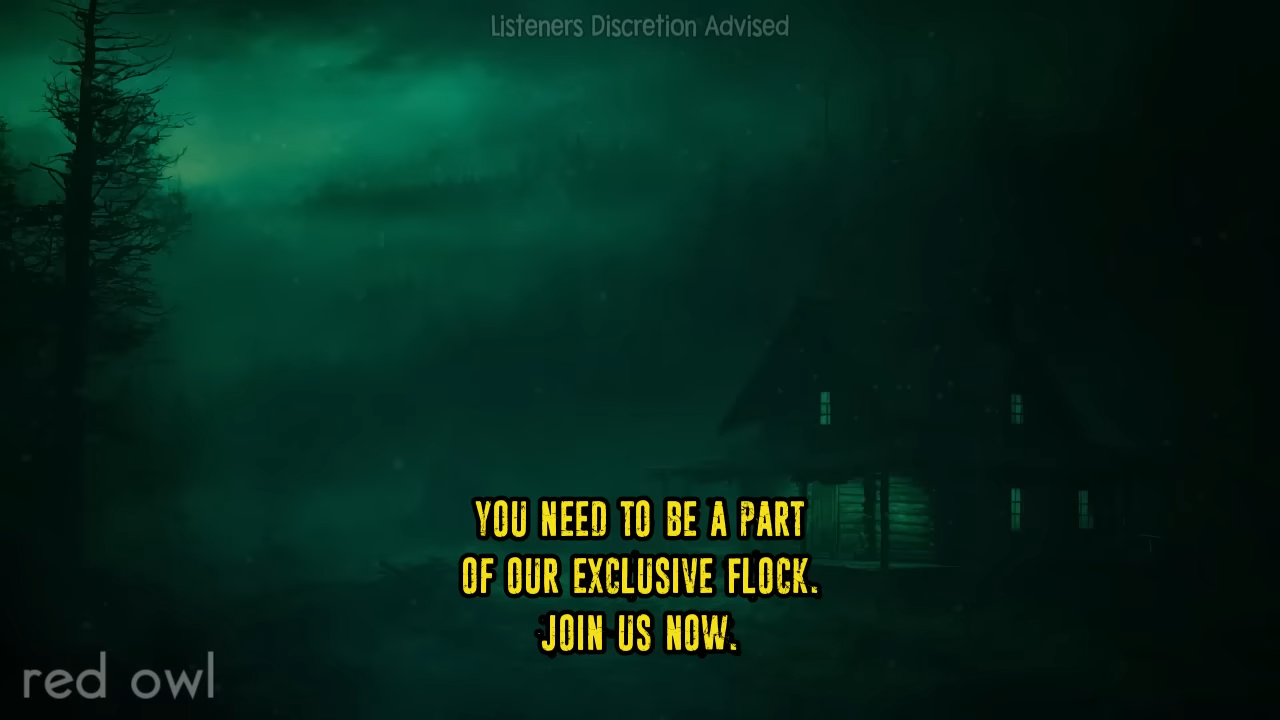 Listeners Discretion Advised
YOU NEED TO BE A PART
OF OUR EXCLUSIVE FLOCK.
JOIN US NOW.
red owl